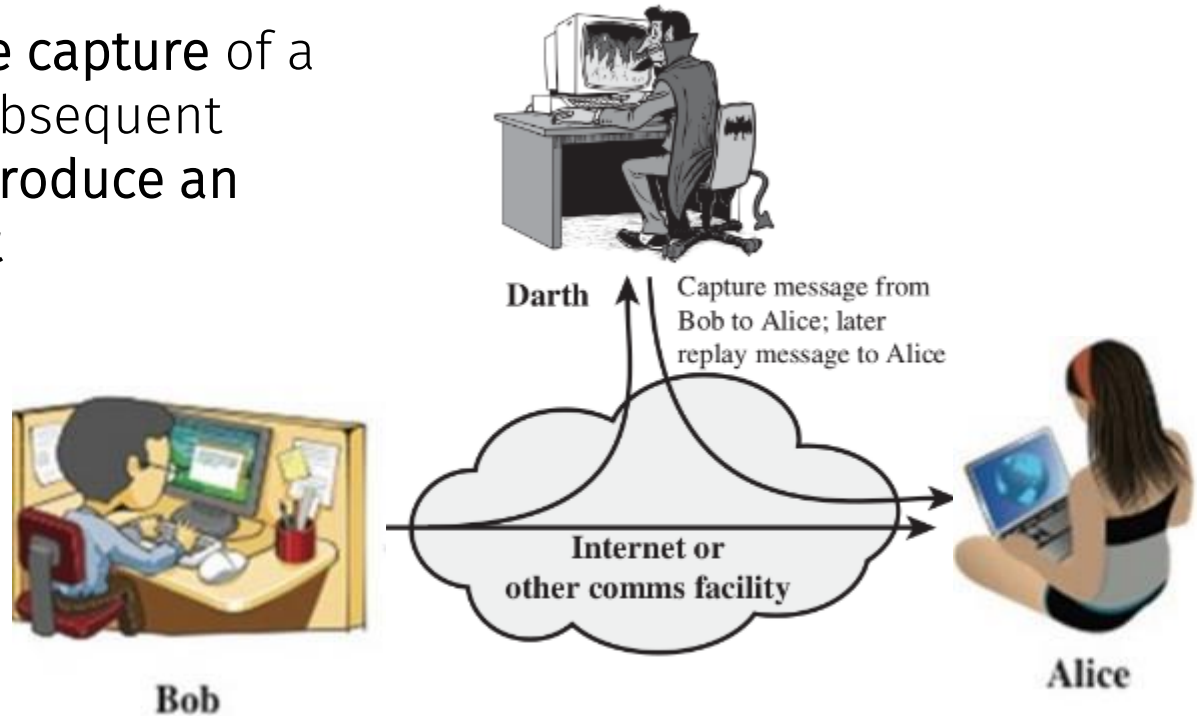 e capture of a
bsequent
roduce an
Darth
Capture message from
Bob to Alice; later
replay message to Alice
Internet or
other comms facility
Bob
Alice